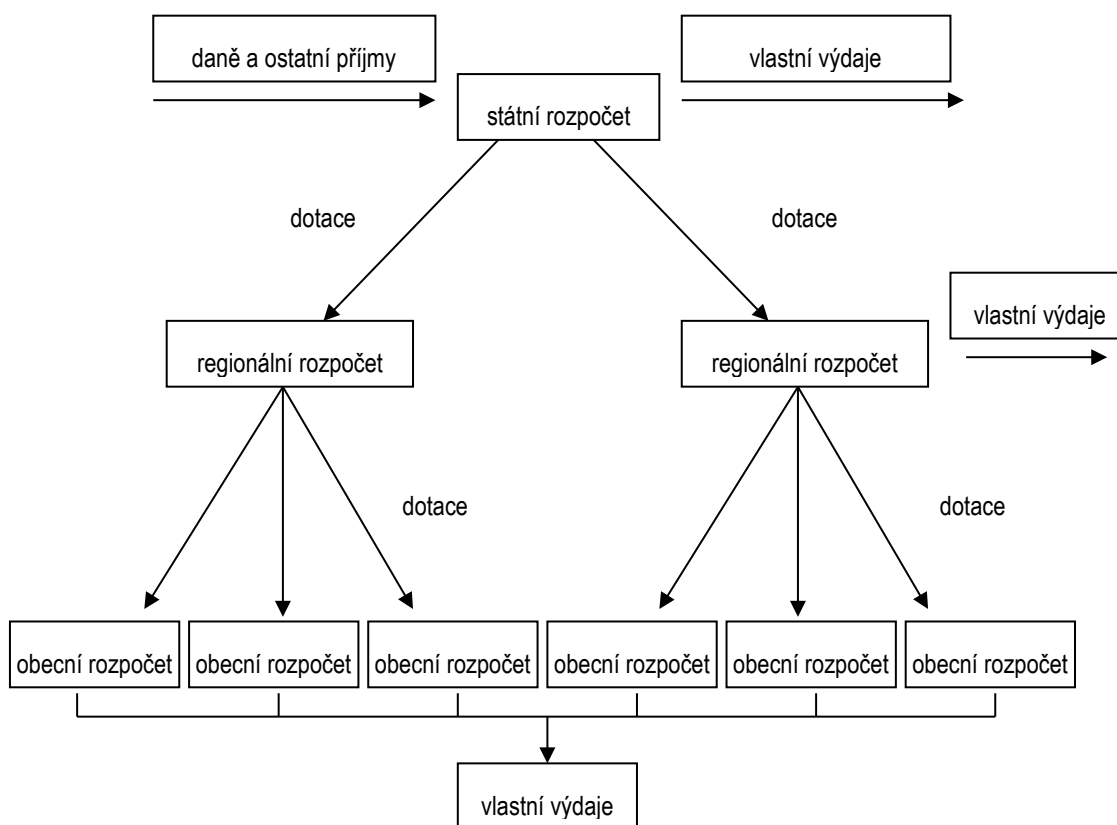 daně a ostatní příjmy
vlastní výdaje
státní rozpočet
dotace
dotace
vlastní výdaje
regionální rozpočet
regionální rozpočet
dotace
dotace
obecní rozpočet
obecní rozpočet
obecní rozpočet
obecní rozpočet
obecní rozpočet
obecní rozpočet
vlastní výdaje